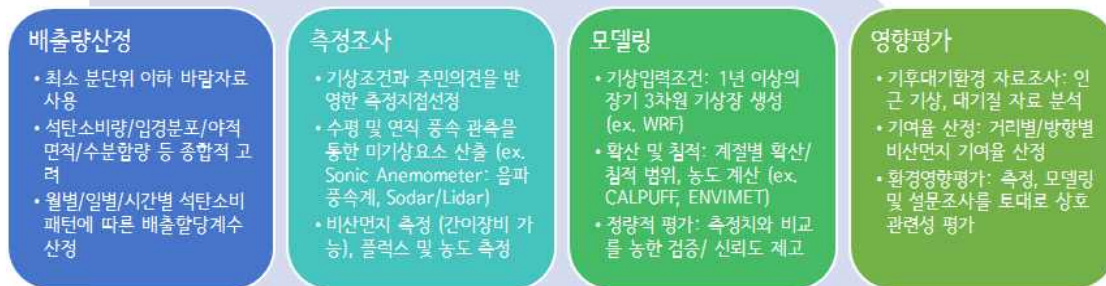 배출량산정
• 최소 분단위 이하 바람자료
사용
• 석탄소비량/입경분포/야적
면적/수분함량 등 종합적 고
려
• 월별/일별/시간별 석탄소비
패턴에 따른 배출할당계수
산정
측정조사
• 기상조건과 주민의견을 반
영한 측정지점선정
• 수평 및 연직 풍속 관측을
통한 미기상요소 산출 (ex.
Sonic Anemometer: 음파
풍속계, Sodar/Lidar)
• 비산먼지 측정 (간이장비 가
능), 플럭스 및 농도 측정
모델링
• 기상입력조건: 1년 이상의
장기 3차원 기상장 생성
(ex. WRF)
• 확산 및 침적: 계절별 확산/
침적 범위, 농도 계산 (ex.
CALPUFF, ENVIMET)
• 정량적 평가: 측정치와 비교
를 농한 검증/ 신뢰도 제고
영향평가
• 기후대기환경 자료조사: 인
근 기상, 대기질 자료 분석
• 기여율 산정: 거리별/방향별
비산먼지 기여율 산정
• 환경영향평가: 측정, 모델링
및 설문조사를 토대로 상호
관련성 평가